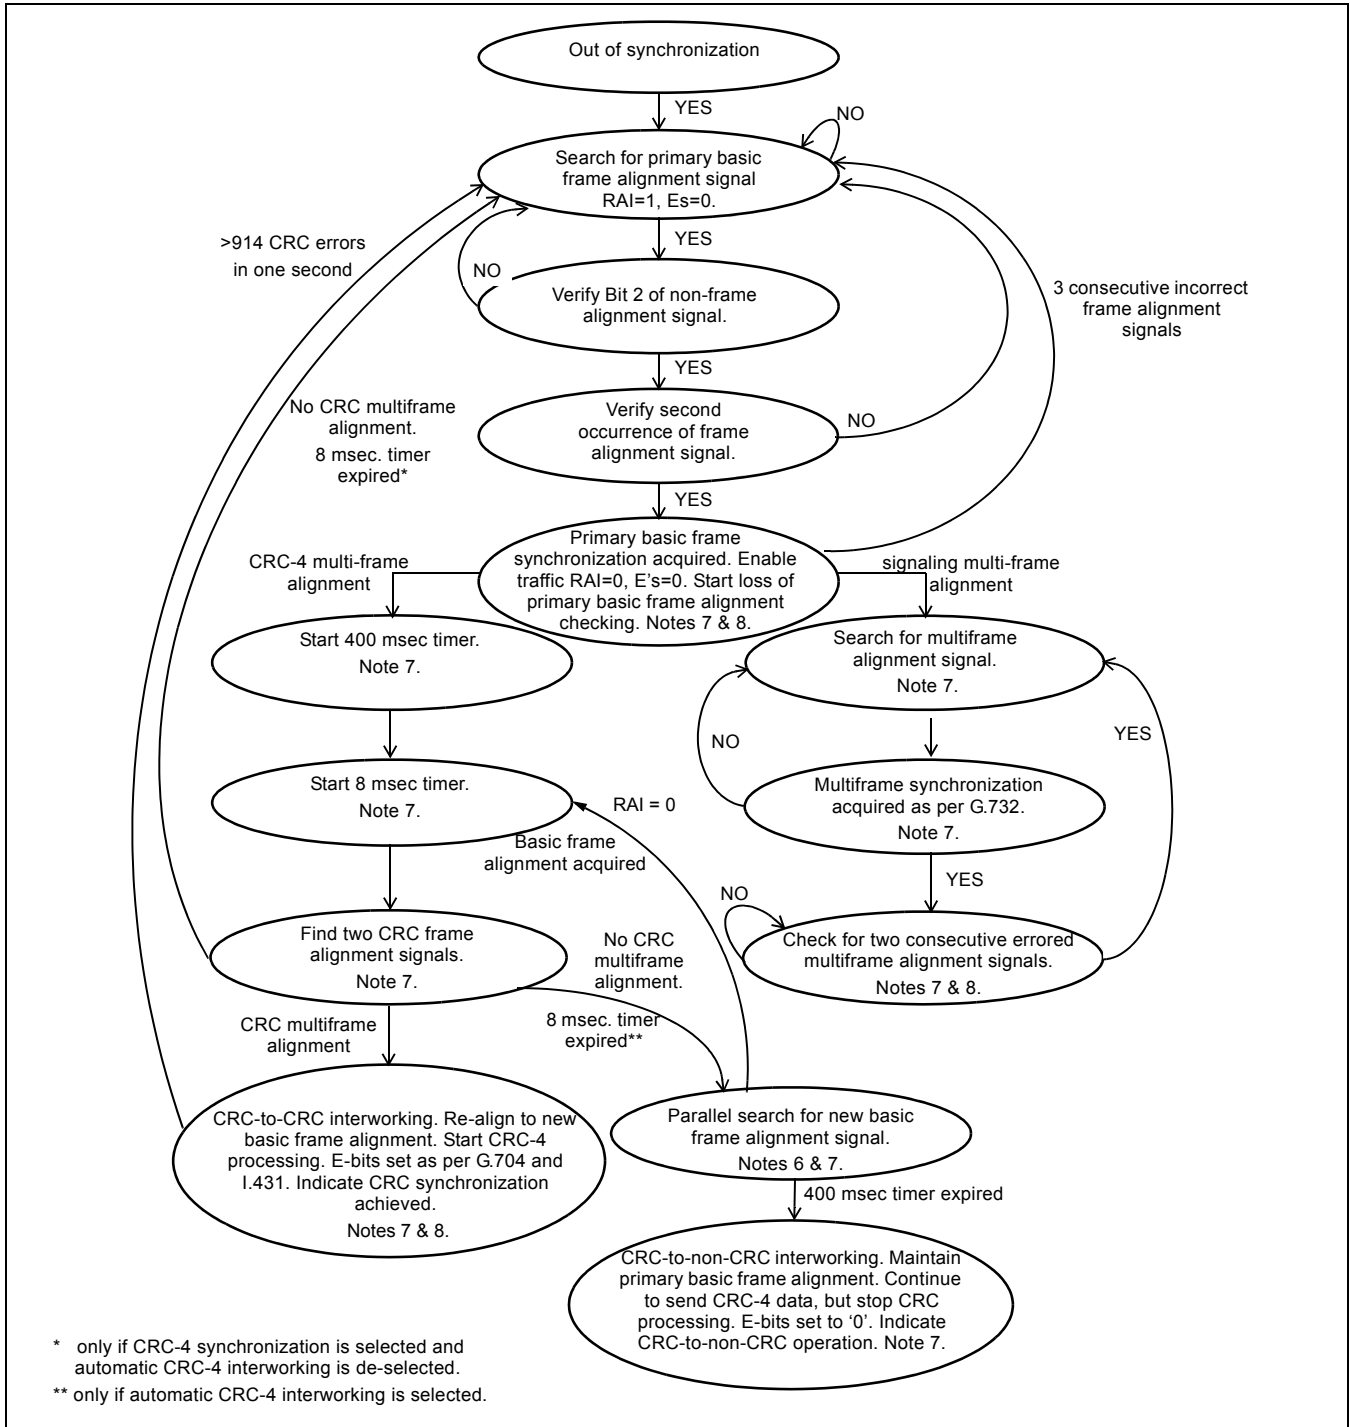 Out of synchronization
YES
NO
Search for primary basic
frame alignment signal
RAI=1, Es=0.
YES
>914 CRC errors
in one second
NO
Verify Bit 2 of non-frame
alignment signal.
3 consecutive incorrect
frame alignment
signals
YES
No CRC multiframe
alignment.
8 msec. timer
expired*
Verify second
occurrence of frame
alignment signal.
NO
YES
Primary basic frame
synchronization acquired. Enable
traffic RAI=0, E's=0. Start loss of
primary basic frame alignment
checking. Notes 7 & 8.
CRC-4 multi-frame
alignment
signaling multi-frame
alignment
Start 400 msec timer.
Note 7.
Search for multiframe
alignment signal.
Note 7.
NO
YES
Start 8 msec timer.
Note 7.
RAI = 0
Basic frame
alignment acquired
Multiframe synchronization
acquired as per G.732.
Note 7.
YES
NO
Find two CRC frame
alignment signals.
Note 7.
No CRC
multiframe
alignment.
8 msec. timer
expired**
Check for two consecutive errored
multiframe alignment signals.
Notes 7 & 8.
CRC multiframe
alignment
CRC-to-CRC interworking. Re-align to new
basic frame alignment. Start CRC-4
processing. E-bits set as per G.704 and
I.431. Indicate CRC synchronization
achieved.
Notes 7 & 8.
Parallel search for new basic
frame alignment signal.
Notes 6 & 7.
400 msec timer expired
CRC-to-non-CRC interworking. Maintain
primary basic frame alignment. Continue
to send CRC-4 data, but stop CRC
processing. E-bits set to ‘0’. Indicate
CRC-to-non-CRC operation. Note 7.
* only if CRC-4 synchronization is selected and
automatic CRC-4 interworking is de-selected.
** only if automatic CRC-4 interworking is selected.